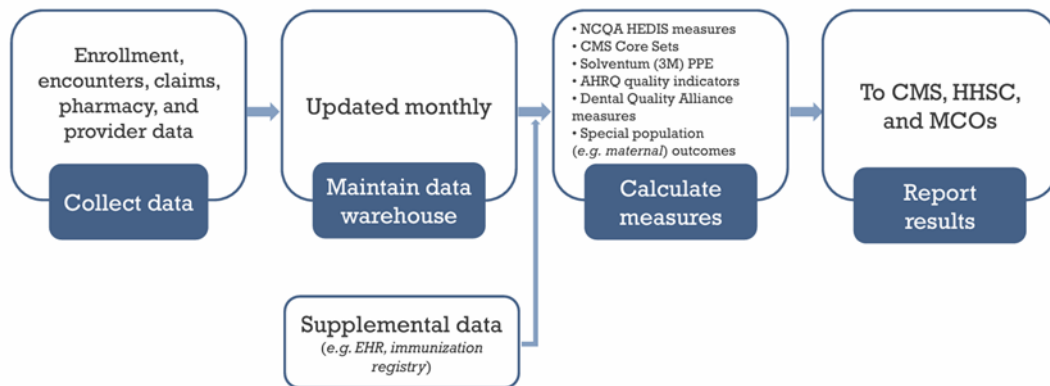 Enrollment,
encounters, claims,
pharmacy, and
provider data
Collect data
Updated monthly
Maintain data
warehouse
• NCQA HEDIS measures
• CMS Core Sets
• Solventum (3M) PPE
• AHRQ quality indicators
• Dental Quality Alliance
measures
• Special population
(e.g. maternal) outcomes
Calculate
measures
To CMS, HHSC,
and MCOs
Report
results
Supplemental data
(e.g. EHR, immunization
registry)